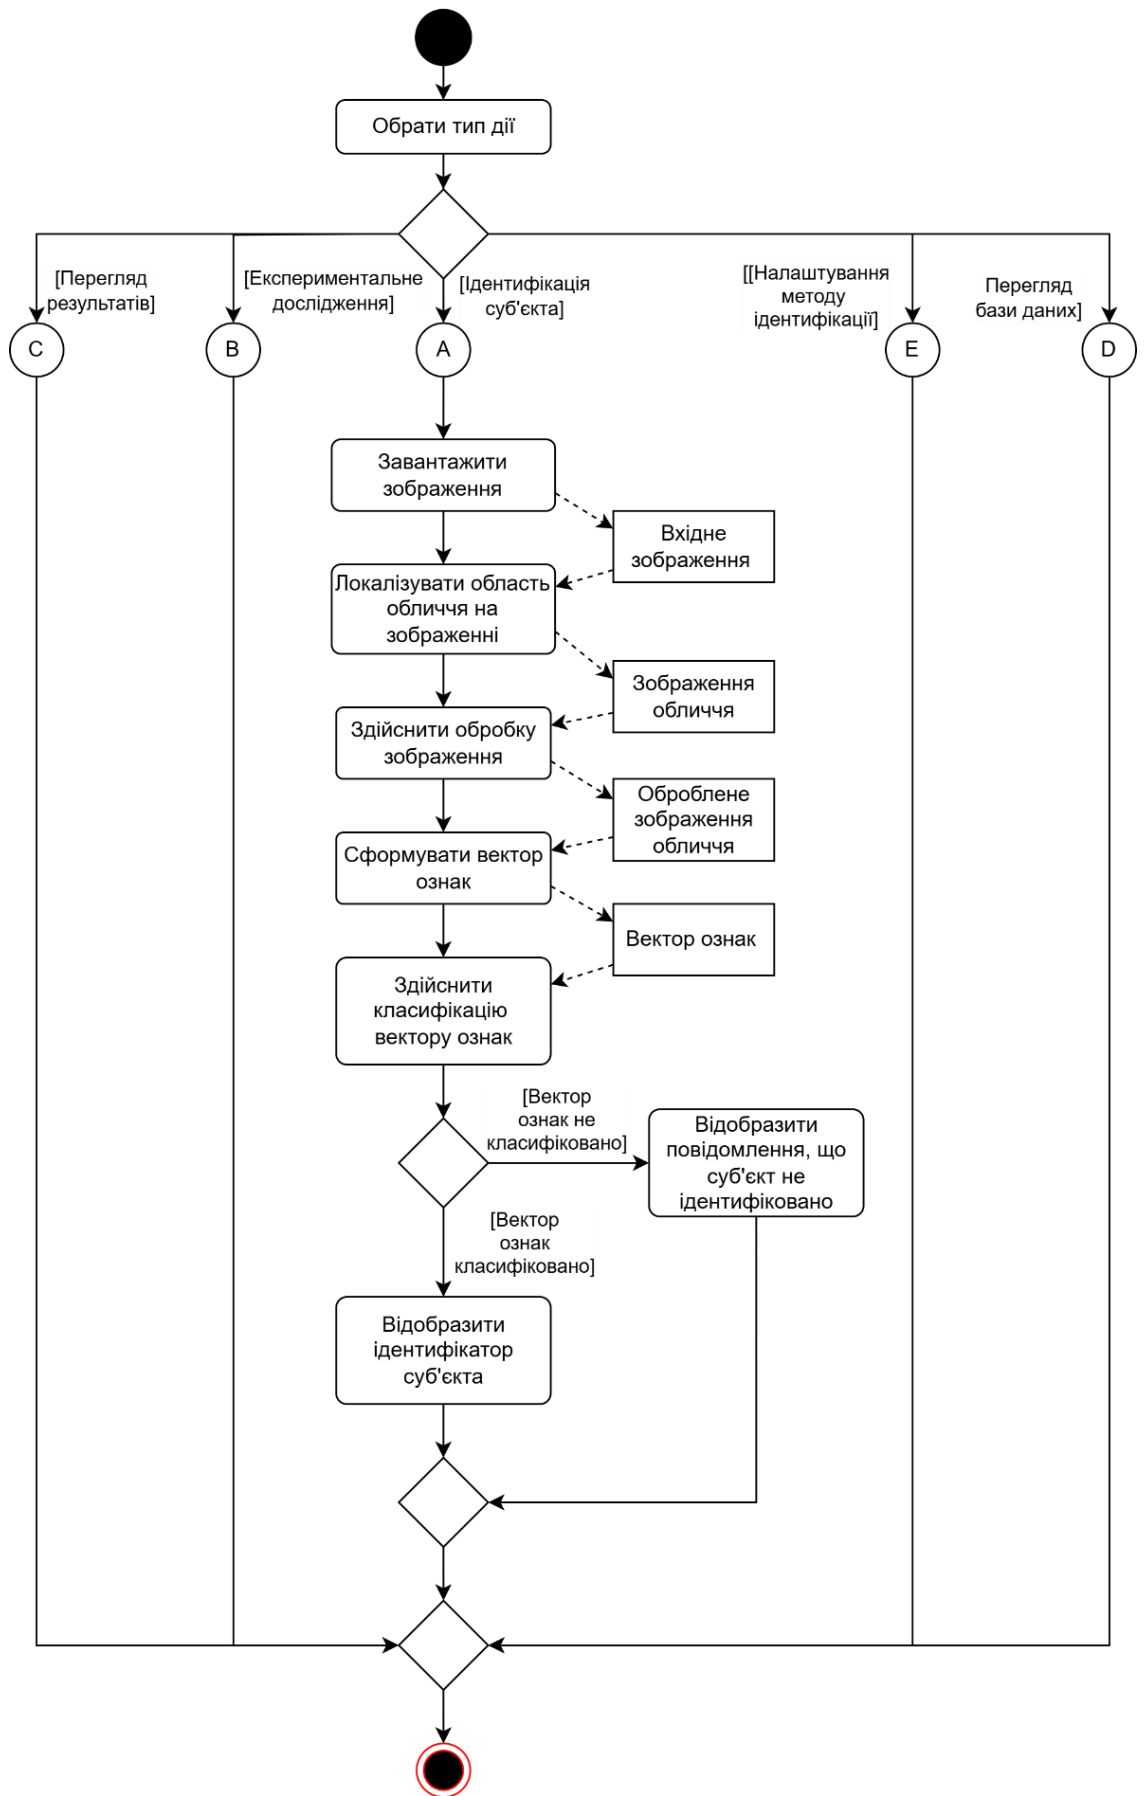 Обрати тип дії
[Перегляд
результатів]
[Експериментальне
дослідження]
[Ідентифікація
суб'єкта]
[[Налаштування
методу
ідентифікації]
Перегляд
бази даних]
C
B
A
E
D
Завантажити
зображення
Вхідне
зображення
Локалізувати область
обличчя на
зображенні
Зображення
обличчя
Здійснити обробку
зображення
Оброблене
зображення
обличчя
Сформувати вектор
ознак
Вектор ознак
Здійснити
класифікацію
вектору ознак
[Вектор
ознак не
класифіковано]
Відобразити
повідомлення, що
суб'єкт не
ідентифіковано
[Вектор
ознак
класифіковано]
Відобразити
ідентифікатор
суб'єкта